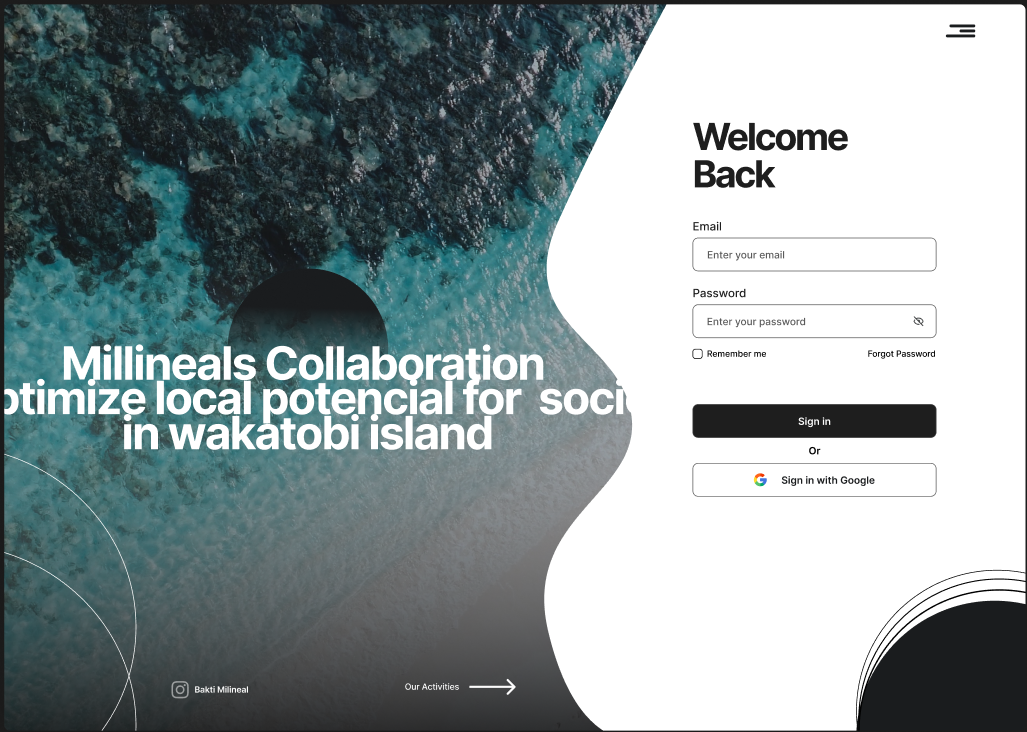 Welcome
Back
Email
Enter your email
Password
Enter your password
Remember me
Forgot Password
Sign in
Or
Sign in with Google
Millineals Collaboration
ptimize local potencial for soci
in wakatobi island
Bakti Milineal
Our Activities